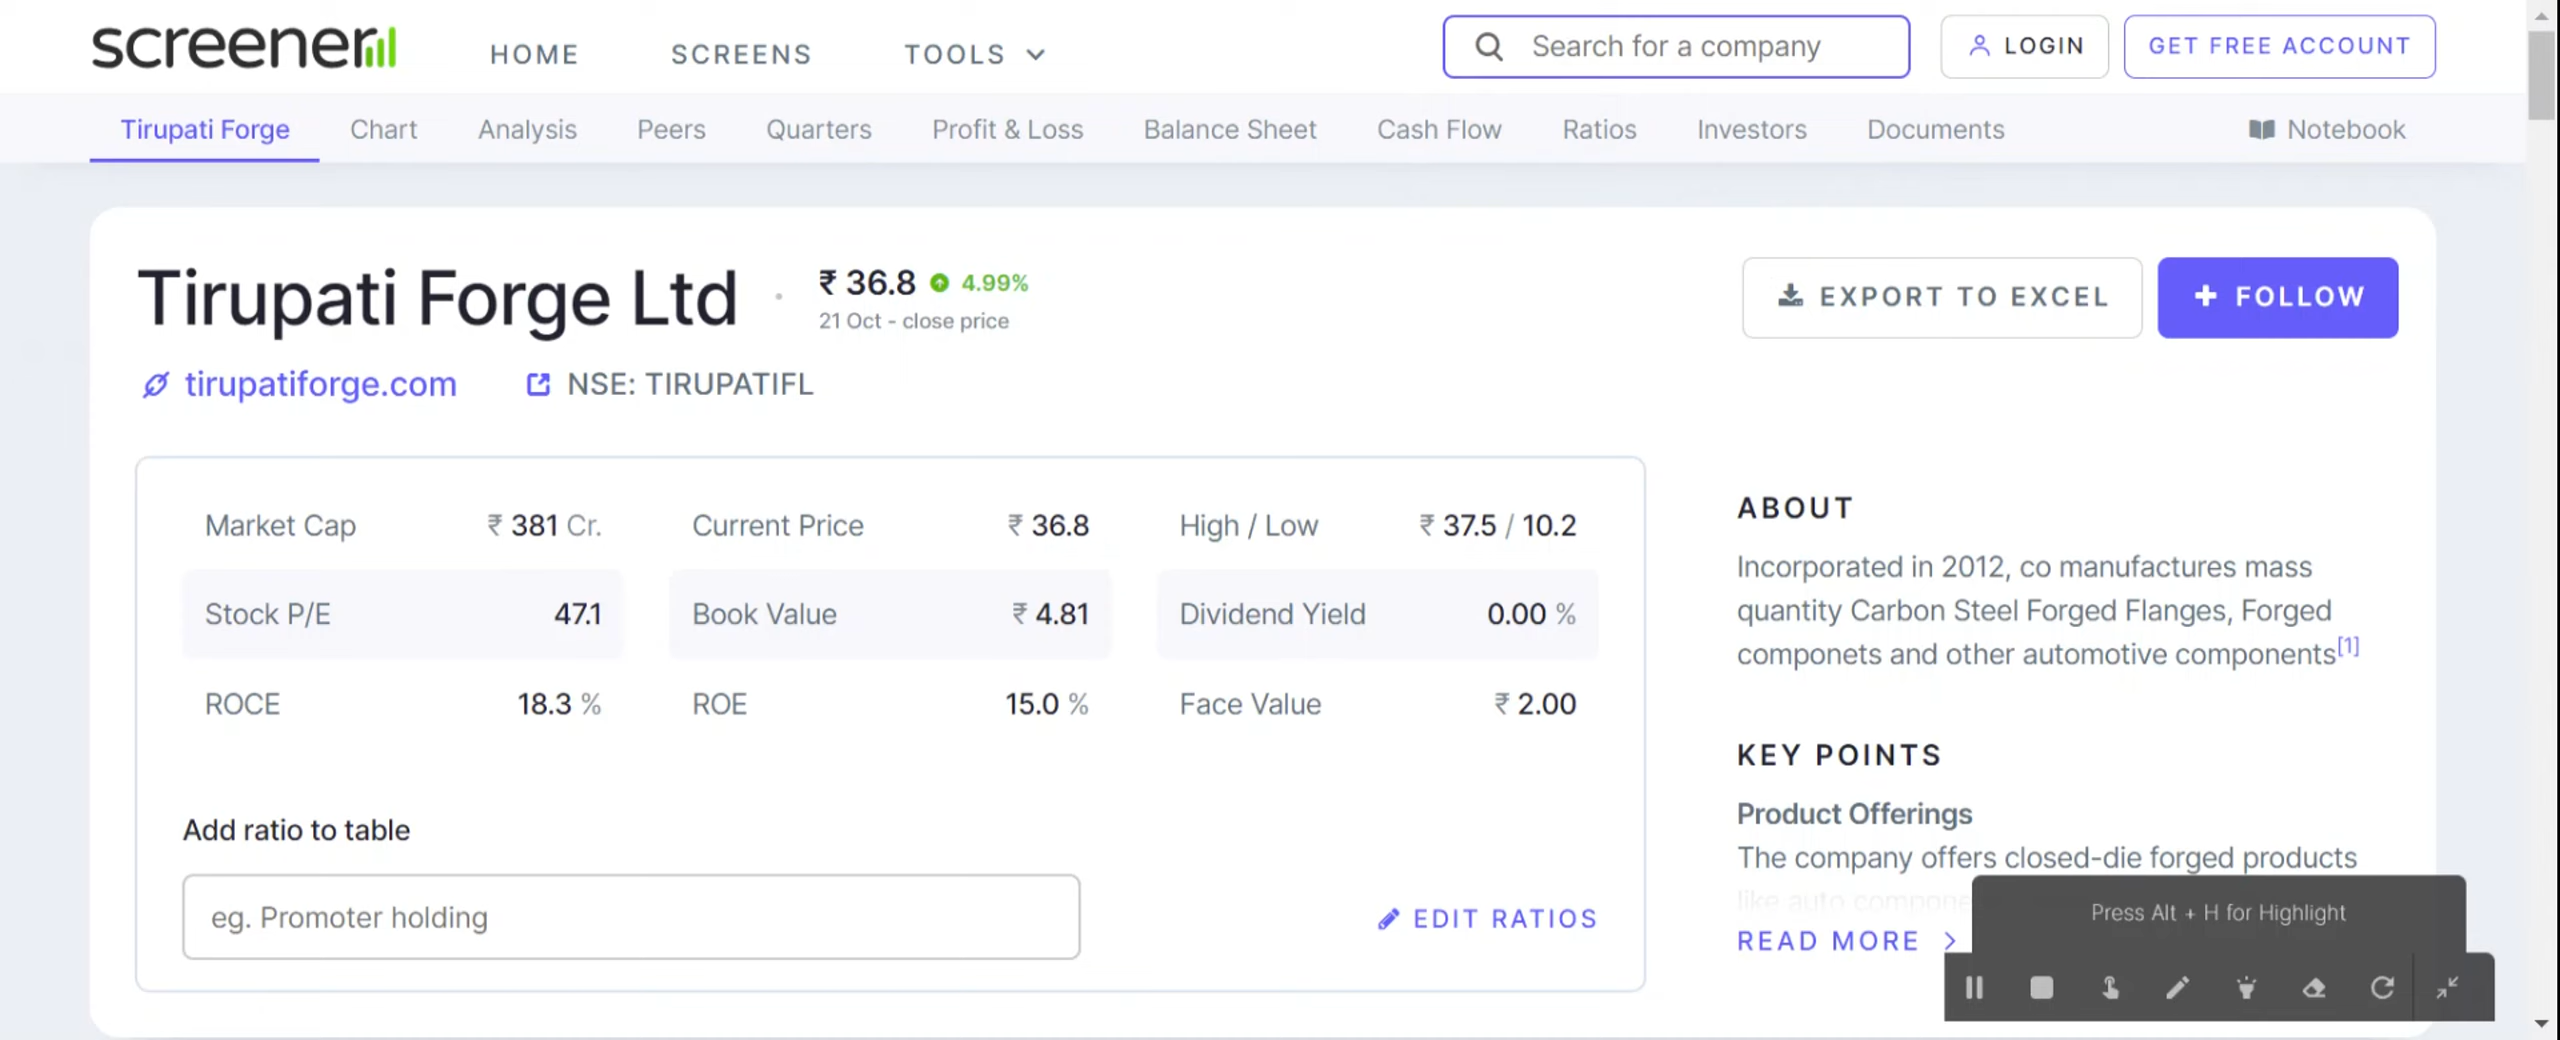 screener
HOME
SCREENS
TOOLS
Search for a company
LOGIN
GET FREE ACCOUNT
Tirupati Forge
Chart
Analysis
Peers
Quarters
Profit & Loss
Balance Sheet
Cash Flow
Ratios
Investors
Documents
Notebook
Tirupati Forge Ltd
₹ 36.8 4.99%
21 Oct - close price
EXPORT TO EXCEL
+ FOLLOW
tirupatiforge.com
NSE: TIRUPATIFL
Market Cap ₹ 381 Cr.
Current Price ₹ 36.8
High / Low ₹ 37.5 / 10.2
Stock P/E 47.1
Book Value ₹ 4.81
Dividend Yield 0.00 %
ROCE 18.3 %
ROE 15.0 %
Face Value ₹ 2.00
Add ratio to table
eg. Promoter holding
EDIT RATIOS
ABOUT
Incorporated in 2012, co manufactures mass
quantity Carbon Steel Forged Flanges, Forged
componets and other automotive components[1]
KEY POINTS
Product Offerings
The company offers closed-die forged products
like auto compone
READ MORE
Press Alt + H for Highlight